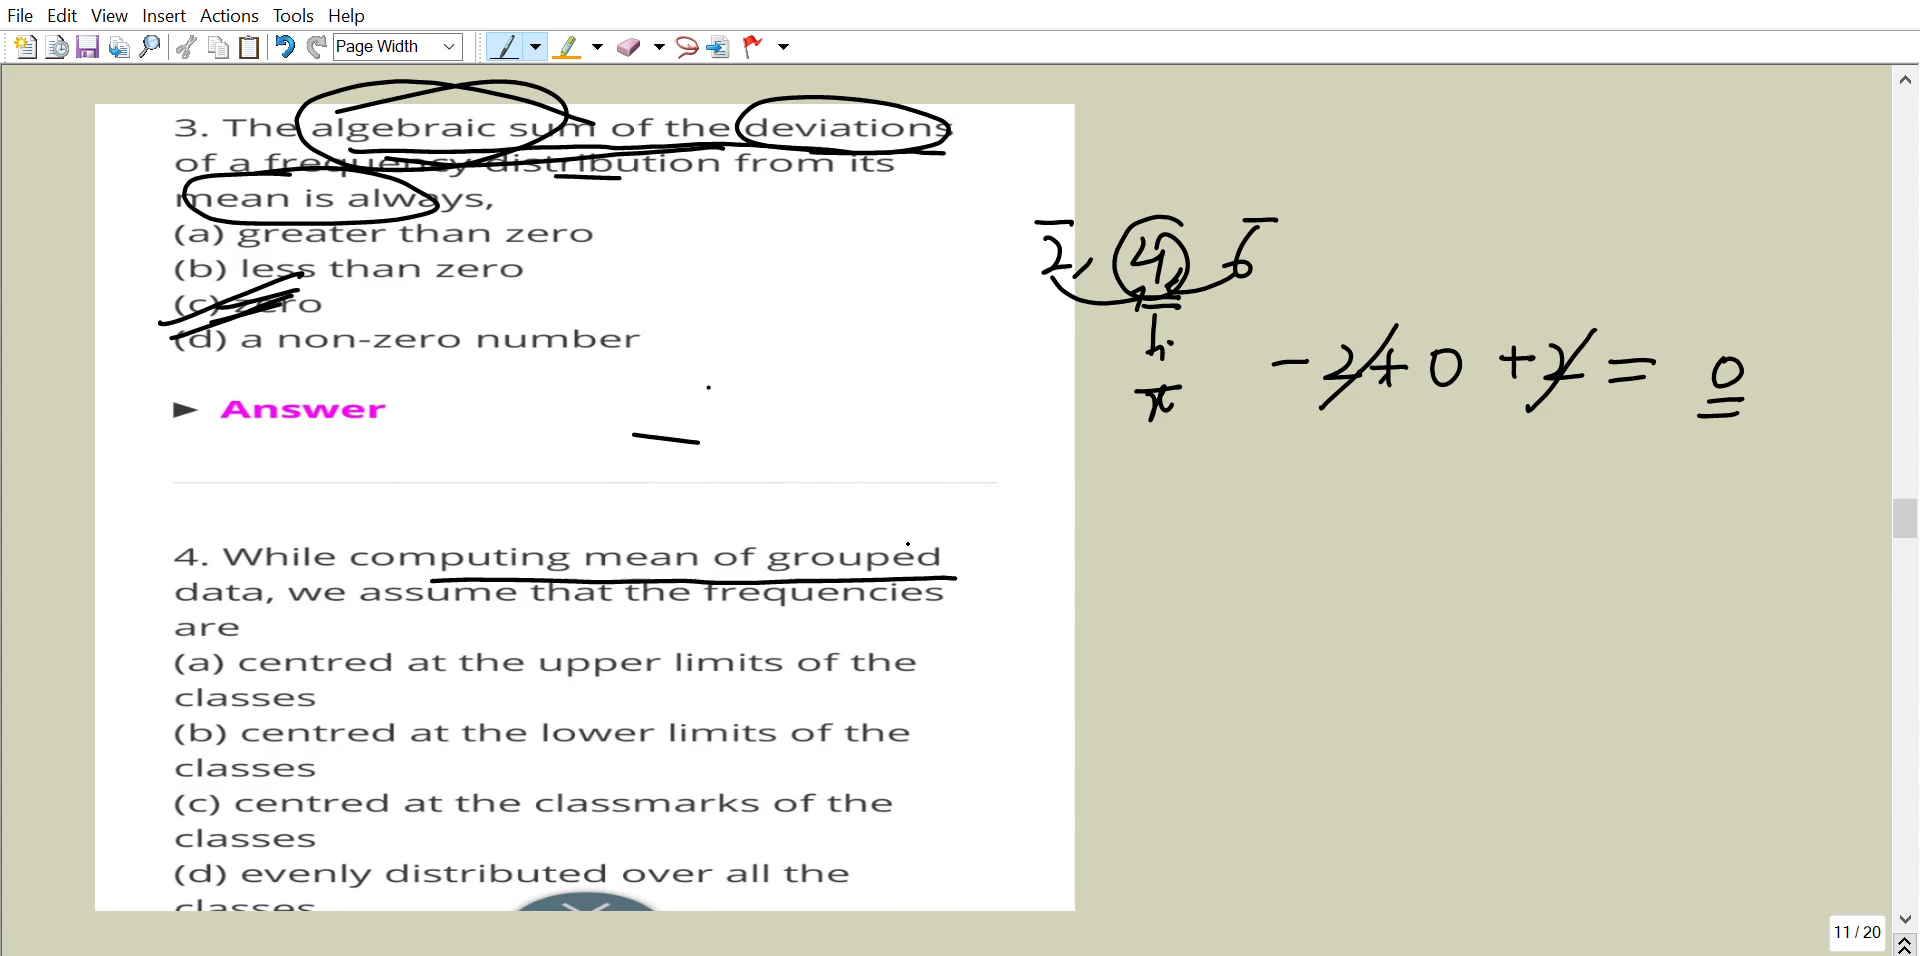 File Edit View Insert Actions Tools Help
Page Width
3. The algebraic sum of the deviations
of a frequency distribution from its
mean is always,
(a) greater than zero
(b) less than zero
(c) zero
(d) a non-zero number
► Answer
2, 4, 6
- 2 + 0 + 2 = 0
x̄
4. While computing mean of grouped
data, we assume that the frequencies
are
(a) centred at the upper limits of the
classes
(b) centred at the lower limits of the
classes
(c) centred at the classmarks of the
classes
(d) evenly distributed over all the
classes
11 / 20